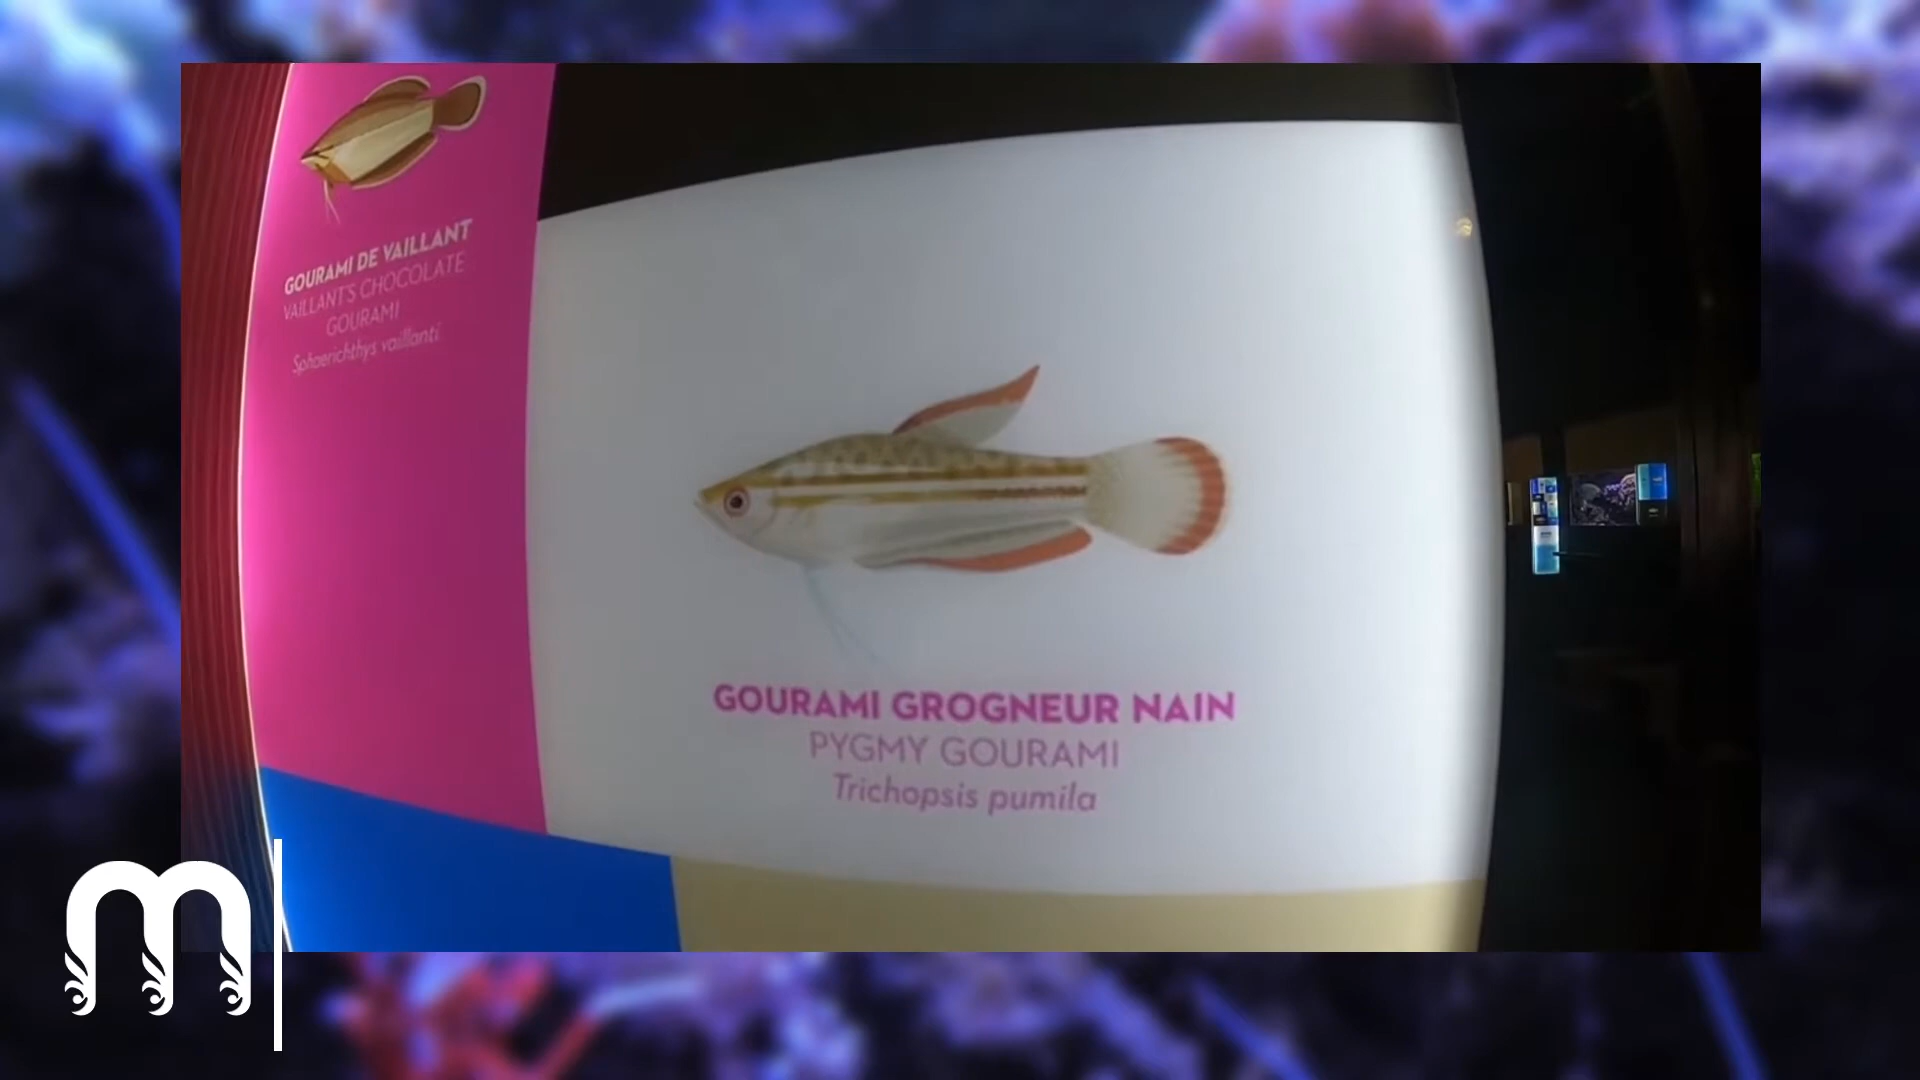 GOURAMI DE VAILLANT
VAILLANT'S CHOCOLATE
GOURAMI
Sphaerichthys vaillanti
GOURAMI GROGNEUR NAIN
PYGMY GOURAMI
Trichopsis pumila
m